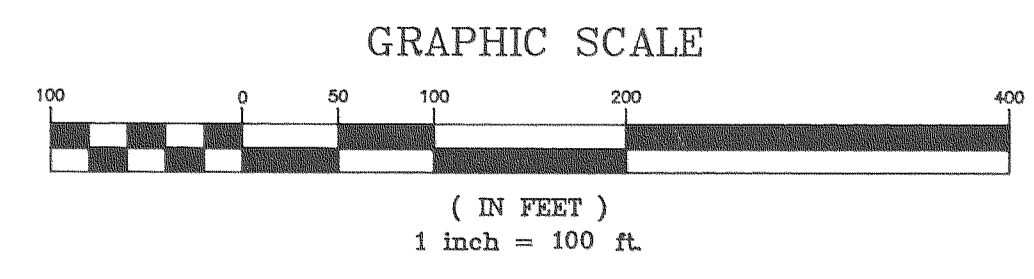 GRAPHIC SCALE
100 0 50 100 200 400
( IN FEET )
1 inch = 100 ft.